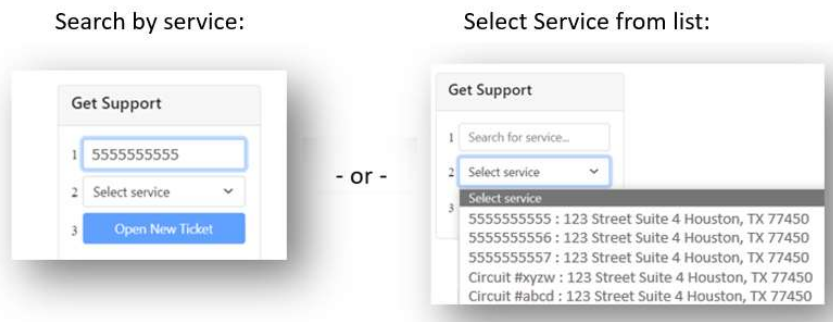 Search by service:
Get Support
1 5555555555
2 Select service
3 Open New Ticket
- or -
Select Service from list:
Get Support
1 Search for service...
2 Select service
3
Select service
5555555555 : 123 Street Suite 4 Houston, TX 77450
5555555556 : 123 Street Suite 4 Houston, TX 77450
5555555557 : 123 Street Suite 4 Houston, TX 77450
Circuit #xyzw : 123 Street Suite 4 Houston, TX 77450
Circuit #abcd : 123 Street Suite 4 Houston, TX 77450